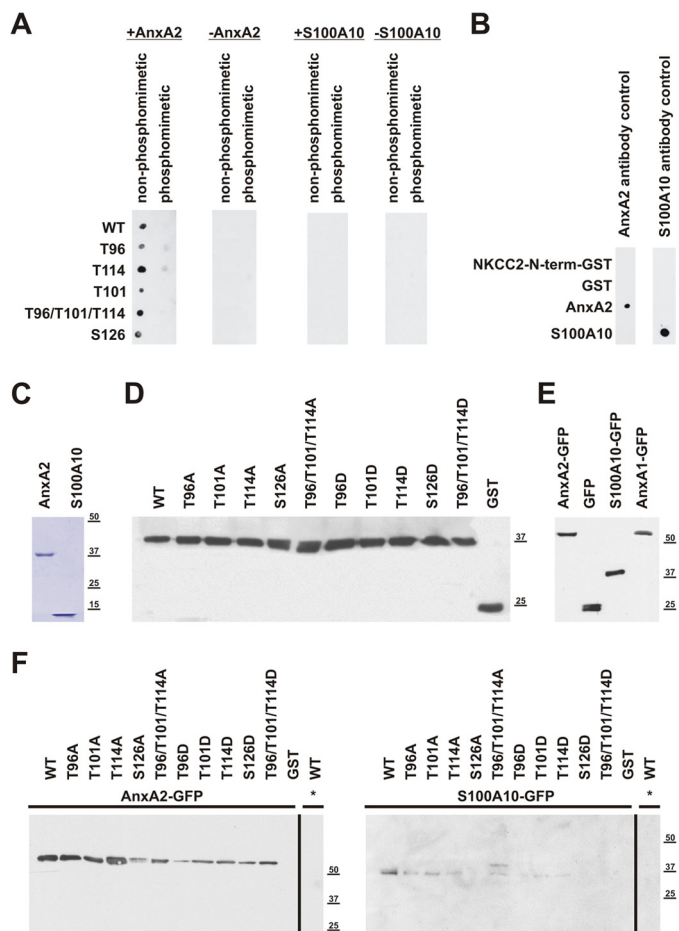 A
+AnxA2 -AnxA2 +S100A10 -S100A10
non-phosphomimetic
phosphomimetic
non-phosphomimetic
phosphomimetic
non-phosphomimetic
phosphomimetic
non-phosphomimetic
phosphomimetic
WT
T96
T114
T101
T96/T101/T114
S126
B
AnxA2 antibody control
S100A10 antibody control
NKCC2-N-term-GST
GST
AnxA2
S100A10
C
AnxA2
S100A10
50
37
25
15
D
WT
T96A
T101A
T114A
S126A
T96/T101/T114A
T96D
T101D
T114D
S126D
T96/T101/T114D
GST
37
25
E
AnxA2-GFP
GFP
S100A10-GFP
AnxA1-GFP
50
37
25
F
WT
T96A
T101A
T114A
S126A
T96/T101/T114A
T96D
T101D
T114D
S126D
T96/T101/T114D
GST
WT
AnxA2-GFP *
50
37
25
WT
T96A
T101A
T114A
S126A
T96/T101/T114A
T96D
T101D
T114D
S126D
T96/T101/T114D
GST
WT
S100A10-GFP *
50
37
25